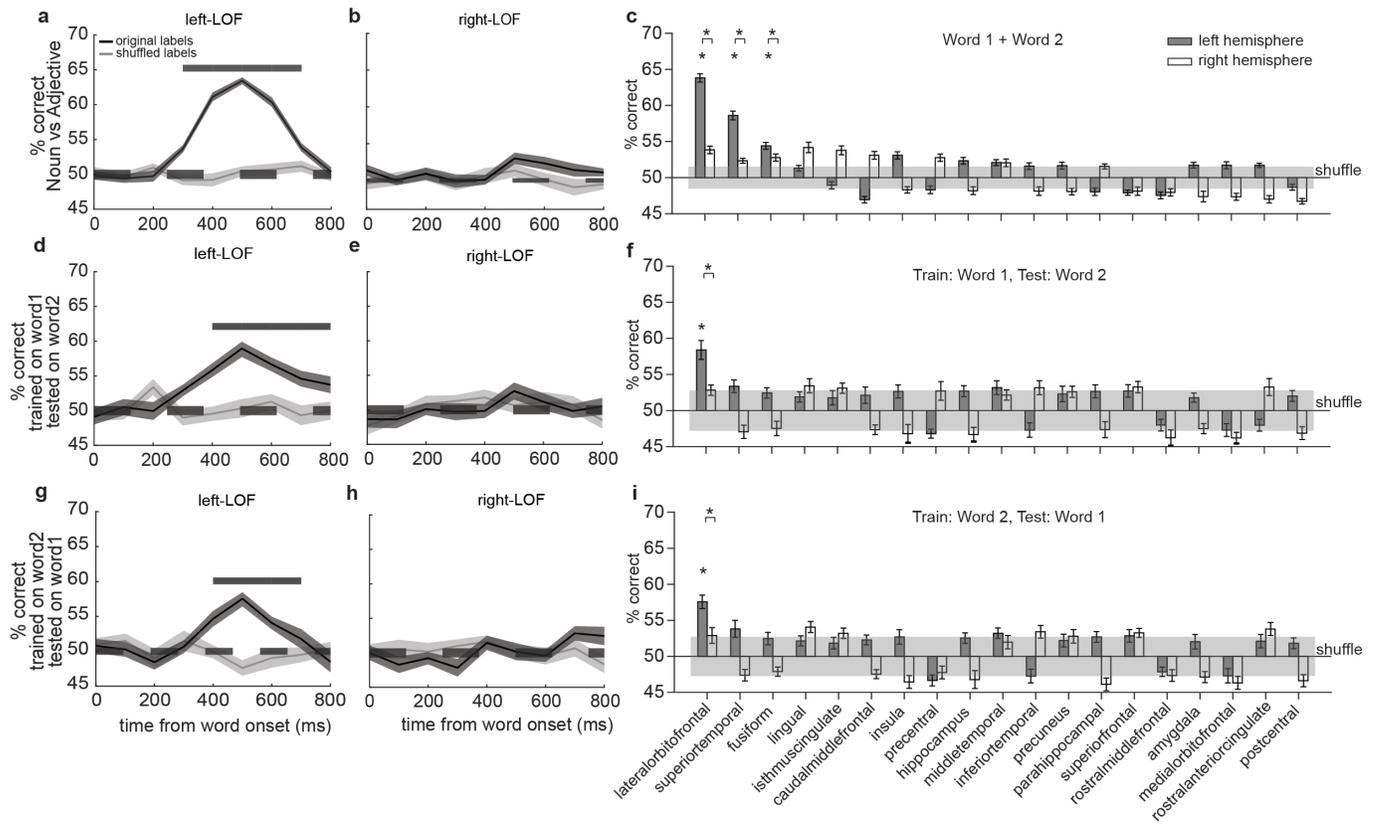 a
left-LOF
original labels
shuffled labels
% correct
Noun vs Adjective
70
65
60
55
50
45
0 200 400 600 800
b
right-LOF
0 200 400 600 800
c
Word 1 + Word 2
left hemisphere
right hemisphere
% correct
70
65
60
55
50
45
* * *
* * *
shuffle
d
left-LOF
% correct
trained on word1
tested on word2
70
65
60
55
50
45
0 200 400 600 800
e
right-LOF
0 200 400 600 800
f
Train: Word 1, Test: Word 2
% correct
70
65
60
55
50
45
*
*
shuffle
g
left-LOF
% correct
trained on word2
tested on word1
70
65
60
55
50
45
0 200 400 600 800
time from word onset (ms)
h
right-LOF
0 200 400 600 800
time from word onset (ms)
i
Train: Word 2, Test: Word 1
% correct
70
65
60
55
50
45
*
*
shuffle
lateralorbitofrontal
superiortemporal
fusiform
lingual
isthmuscingulate
caudalmiddlefrontal
insula
precentral
hippocampus
middletemporal
inferiortemporal
precuneus
parahippocampal
superiorfrontal
rostralmiddlefrontal
amygdala
medialorbitofrontal
rostralanteriorcingulate
postcentral